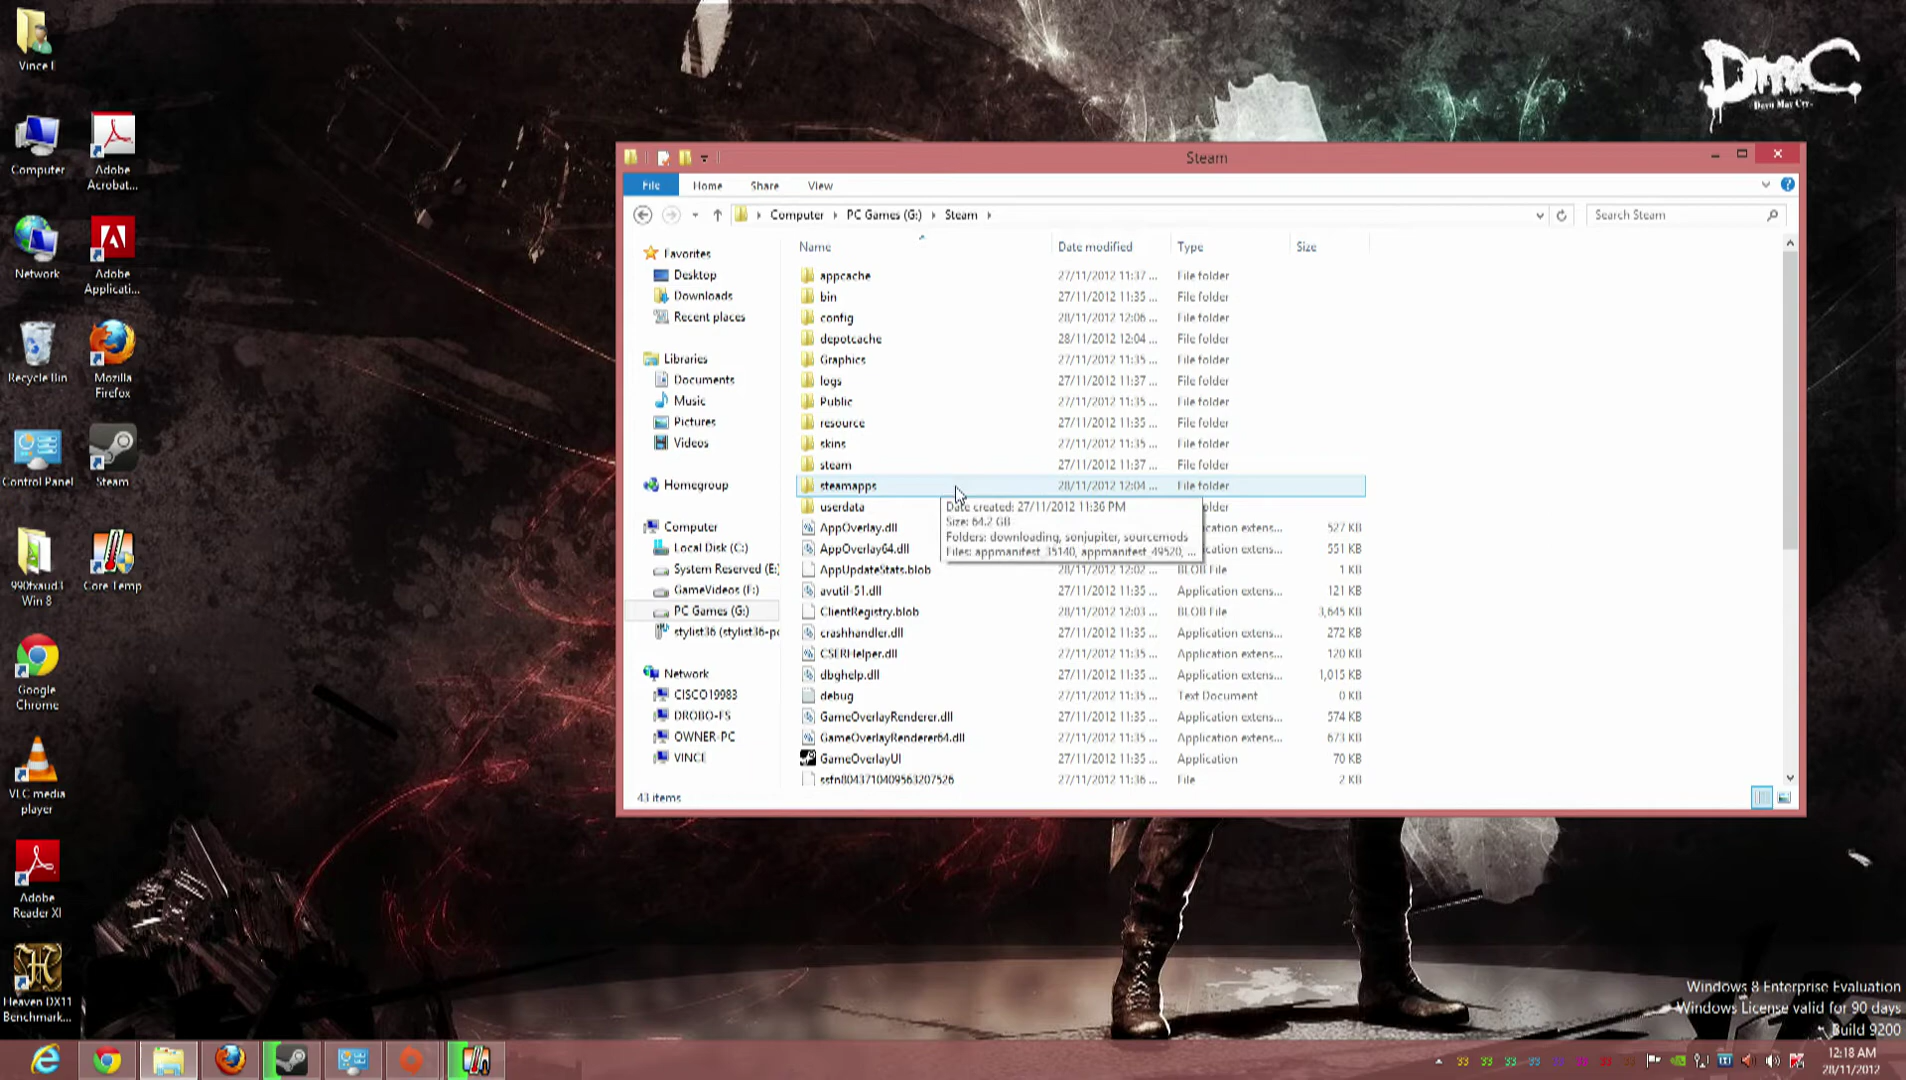 Vince I
Computer
Adobe
Acrobat...
Network
Adobe
Applicati...
Recycle Bin
Mozilla
Firefox
Control Panel
Steam
990fxaud3
Win 8
Core Temp
Google
Chrome
VLC media
player
Adobe
Reader XI
Heaven DX11
Benchmark...
DmC
Devil May Cry
Steam
File Home Share View
Computer PC Games (G:) Steam
Search Steam
Favorites
Desktop
Downloads
Recent places
Libraries
Documents
Music
Pictures
Videos
Homegroup
Computer
Local Disk (C:)
System Reserved (E:)
GameVideos (F:)
PC Games (G:)
stylist36 (stylist36-pc
Network
CISCO19983
DROBO-FS
OWNER-PC
VINCE
Name Date modified Type Size
appcache 27/11/2012 11:37 ... File folder
bin 27/11/2012 11:35 ... File folder
config 28/11/2012 12:06 ... File folder
depotcache 28/11/2012 12:04 ... File folder
Graphics 27/11/2012 11:35 ... File folder
logs 27/11/2012 11:37 ... File folder
Public 27/11/2012 11:35 ... File folder
resource 27/11/2012 11:35 ... File folder
skins 27/11/2012 11:35 ... File folder
steam 27/11/2012 11:37 ... File folder
steamapps 28/11/2012 12:04 ... File folder
userdata older
Date created: 27/11/2012 11:36 PM
Size: 64.2 GB
Folders: downloading, sonjupiter, sourcemods
Files: appmanifest_35140, appmanifest_49520, ...
AppOverlay.dll ication extens... 527 KB
AppOverlay64.dll ication extens... 551 KB
AppUpdateStats.blob 28/11/2012 12:02 ... BLOB File 1 KB
avutil-51.dll 27/11/2012 11:35 ... Application extens... 121 KB
ClientRegistry.blob 28/11/2012 12:03 ... BLOB File 3,645 KB
crashhandler.dll 27/11/2012 11:35 ... Application extens... 272 KB
CSERHelper.dll 27/11/2012 11:35 ... Application extens... 120 KB
dbghelp.dll 27/11/2012 11:35 ... Application extens... 1,015 KB
debug 27/11/2012 11:35 ... Text Document 0 KB
GameOverlayRenderer.dll 27/11/2012 11:35 ... Application extens... 574 KB
GameOverlayRenderer64.dll 27/11/2012 11:35 ... Application extens... 673 KB
GameOverlayUI 27/11/2012 11:35 ... Application 70 KB
ssfn8043710409563207526 27/11/2012 11:36 ... File 2 KB
43 items
Windows 8 Enterprise Evaluation
Windows License valid for 90 days
Build 9200
33 33 33 33 33 33 33
12:18 AM
28/11/2012